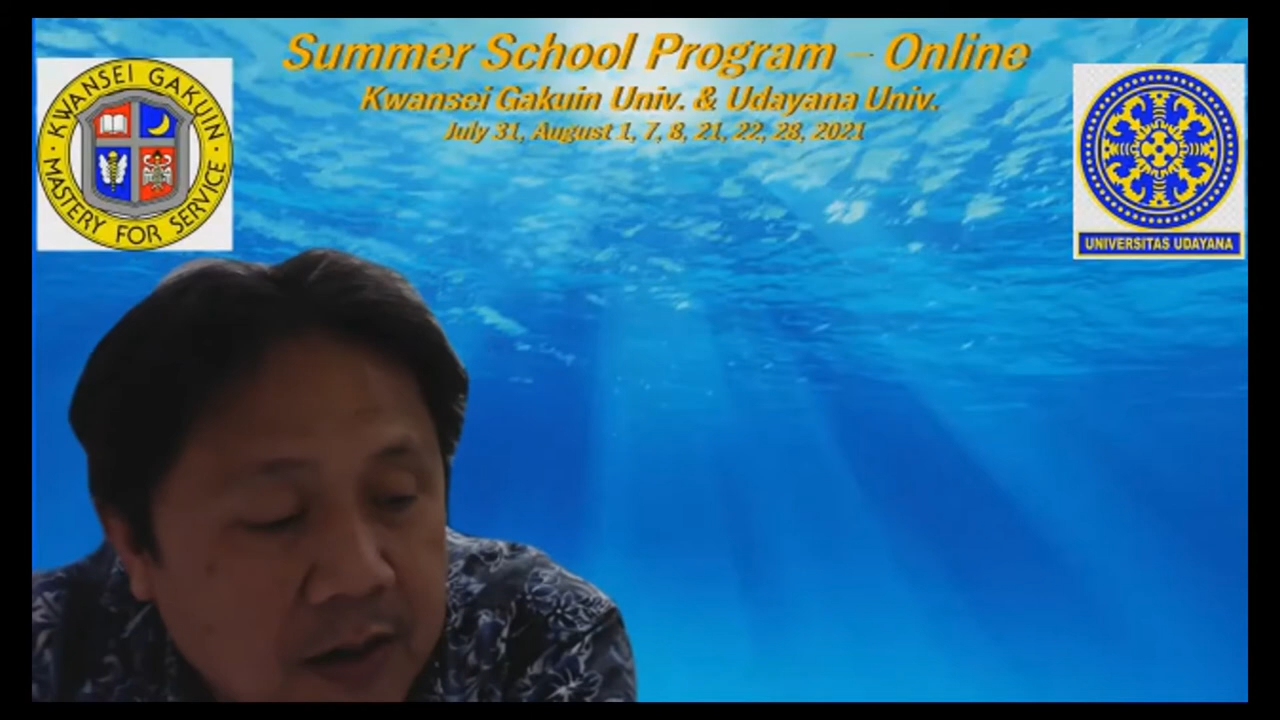 Summer School Program – Online
Kwansei Gakuin Univ. & Udayana Univ.
July 31, August 1, 7, 8, 21, 22, 28, 2021
KWANSEI GAKUIN
MASTERY FOR SERVICE
UNIVERSITAS UDAYANA